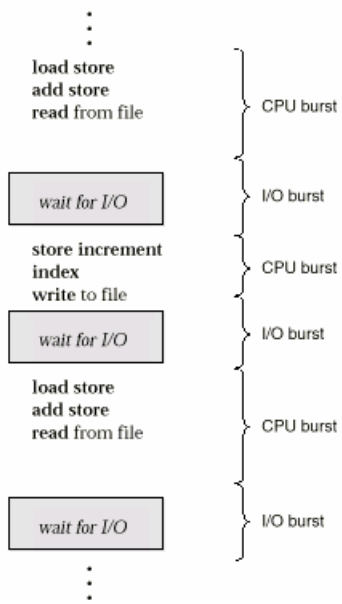 load store
add store
read from file
CPU burst
wait for I/O
I/O burst
store increment
index
write to file
CPU burst
wait for I/O
I/O burst
load store
add store
read from file
CPU burst
wait for I/O
I/O burst